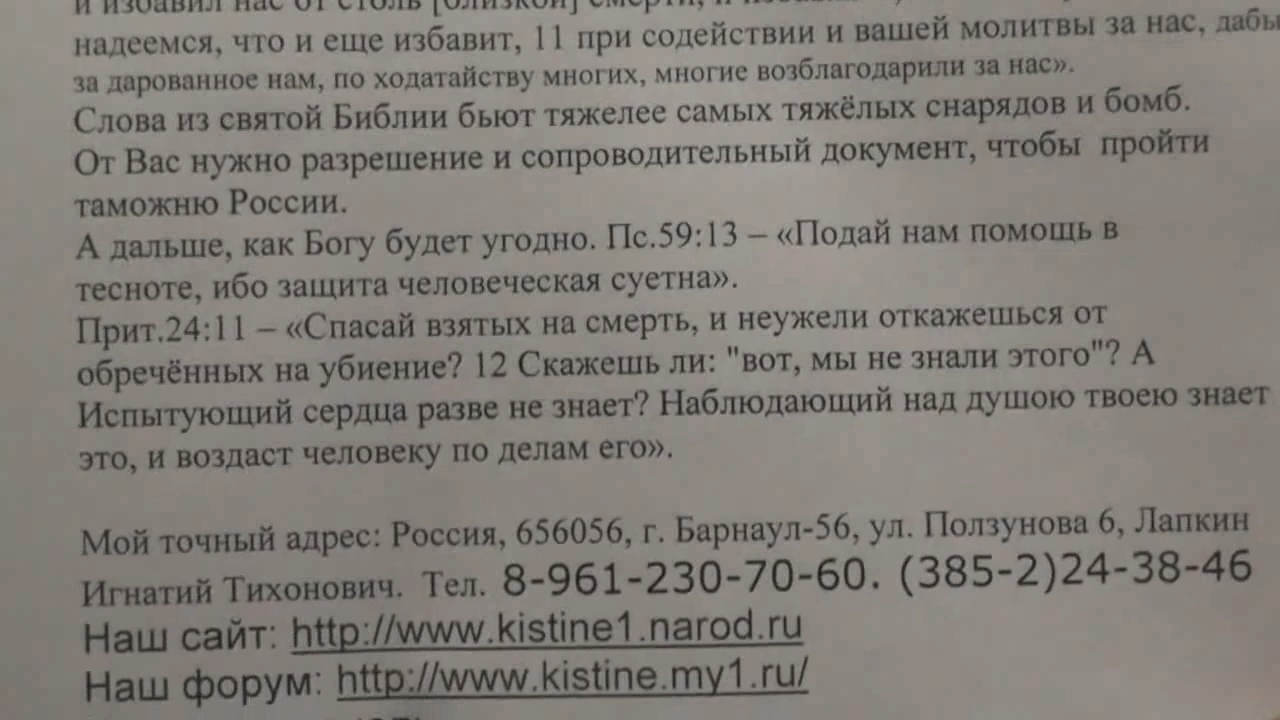 и избавил нас от столь [близкой] смерти, и
надеемся, что и еще избавит, 11 при содействии и вашей молитвы за нас, дабы
за дарованное нам, по ходатайству многих, многие возблагодарили за нас».
Слова из святой Библии бьют тяжелее самых тяжёлых снарядов и бомб.
От Вас нужно разрешение и сопроводительный документ, чтобы пройти
таможню России.
А дальше, как Богу будет угодно. Пс.59:13 – «Подай нам помощь в
тесноте, ибо защита человеческая суетна».
Прит.24:11 – «Спасай взятых на смерть, и неужели откажешься от
обречённых на убиение? 12 Скажешь ли: "вот, мы не знали этого"? А
Испытующий сердца разве не знает? Наблюдающий над душою твоею знает
это, и воздаст человеку по делам его».
Мой точный адрес: Россия, 656056, г. Барнаул-56, ул. Ползунова 6, Лапкин
Игнатий Тихонович. Тел. 8-961-230-70-60. (385-2)24-38-46
Наш сайт: http://www.kistine1.narod.ru
Наш форум: http://www.kistine.my1.ru/